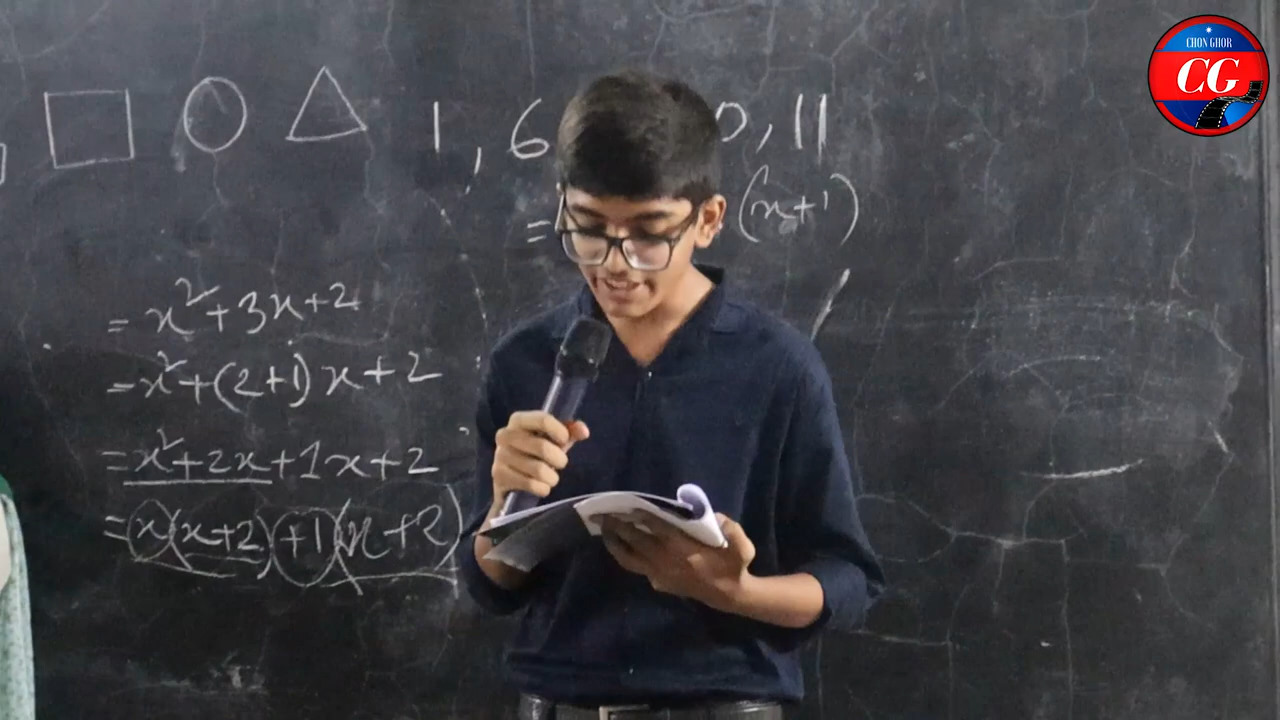 CHON GHOR
CG
1, 6 0, 11
= (x+1)
= x²+3x+2
= x²+(2+1)x+2
= x²+2x+1x+2
= x(x+2)+1(x+2)